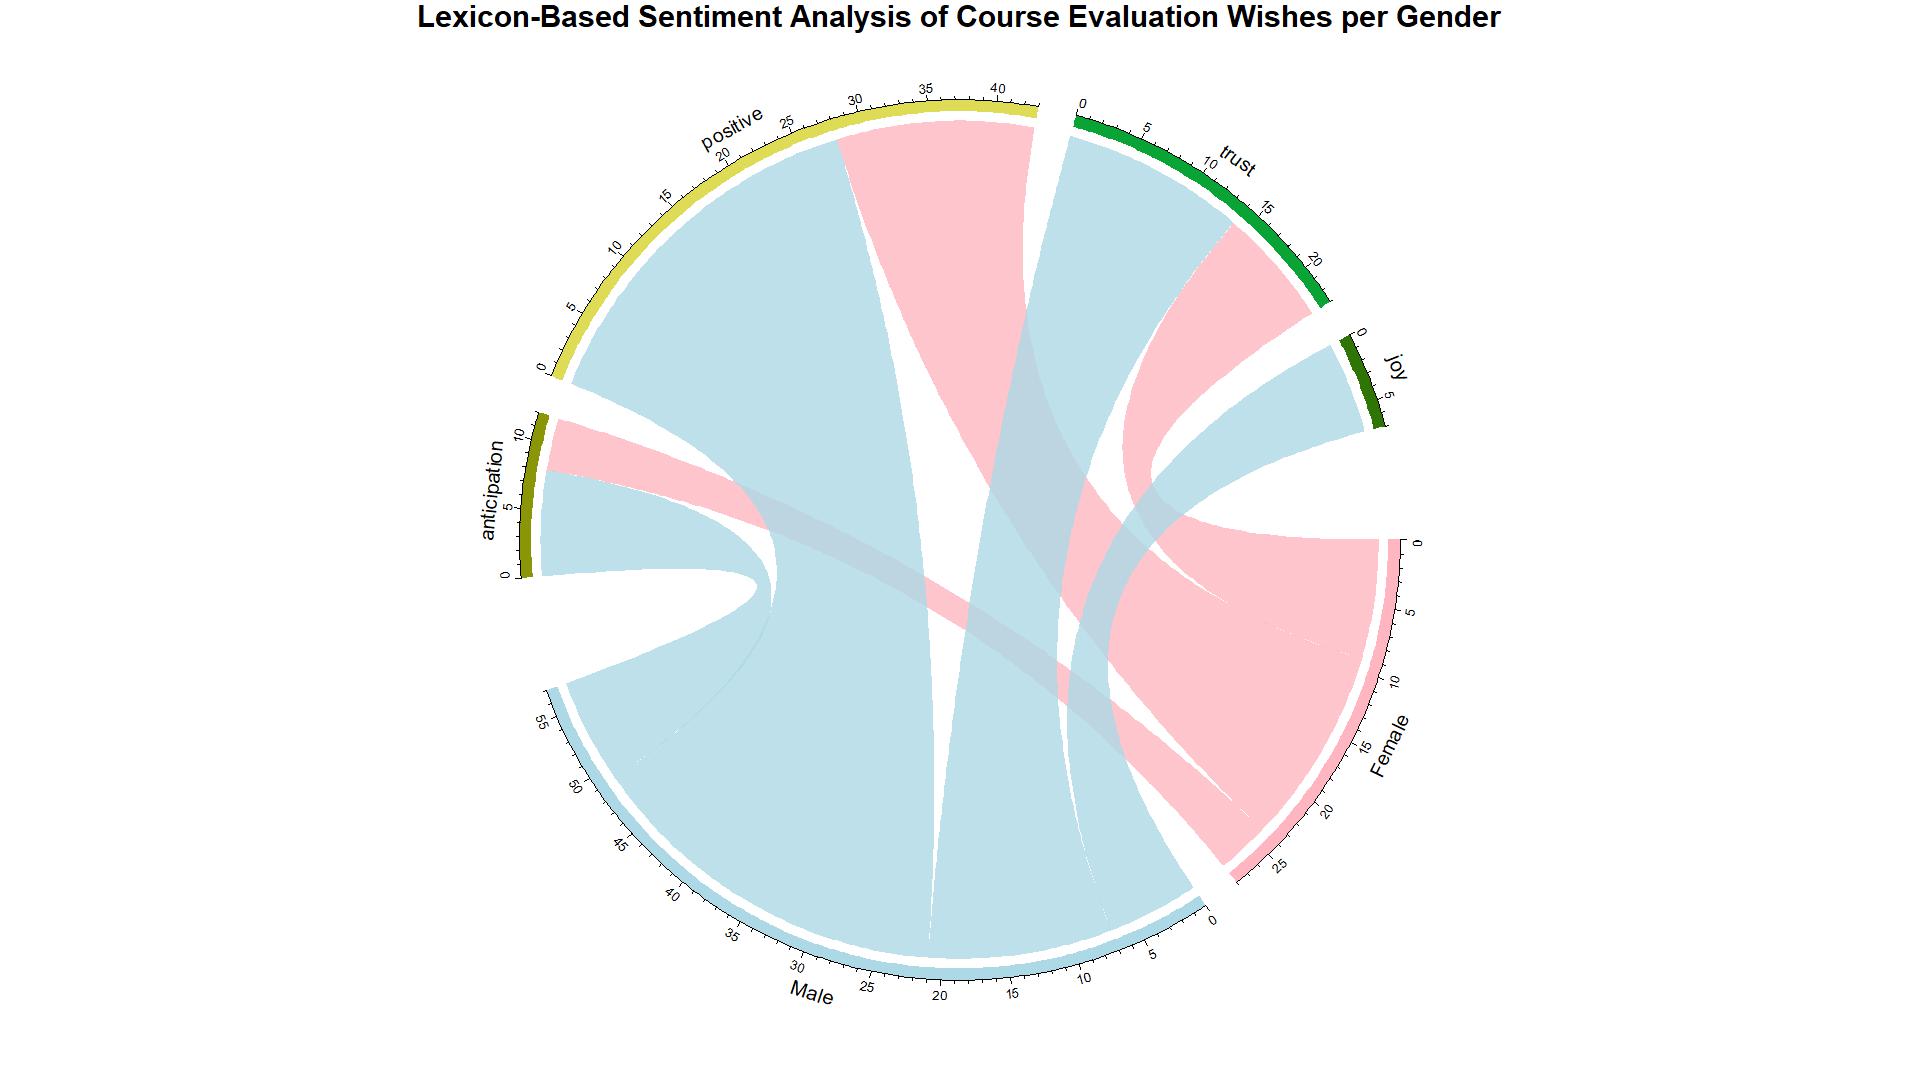 Lexicon-Based Sentiment Analysis of Course Evaluation Wishes per Gender
positive
0 5 10 15 20 25 30 35 40
trust
0 5 10 15 20
joy
0 5
Female
0 5 10 15 20 25
Male
0 5 10 15 20 25 30 35 40 45 50 55
anticipation
0 5 10